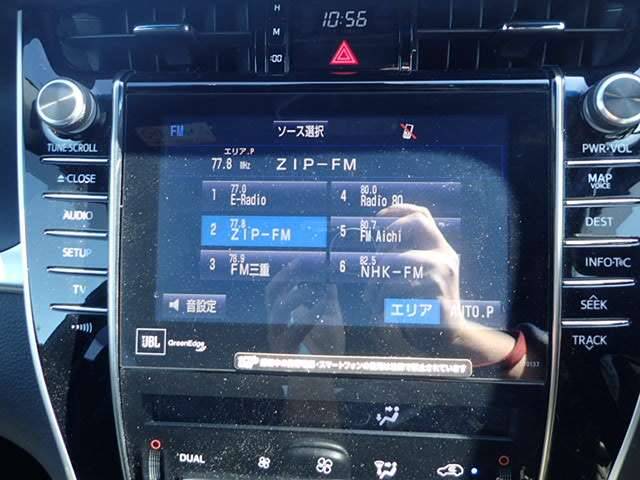 H
M
:00
10:56
TUNE·SCROLL
CLOSE
AUDIO
SETUP
TV
PWR·VOL
MAP
VOICE
DEST
INFO·T.C
SEEK
TRACK
FM
ソース選択
エリア.P
77.8 MHz ZIP-FM
1 77.0 E-Radio
4 80.0 Radio 80
2 77.8 ZIP-FM
5 80.7 FM Aichi
3 78.9 FM三重
6 82.5 NHK-FM
音設定
エリア
AUTO.P
JBL GreenEdge
DUAL